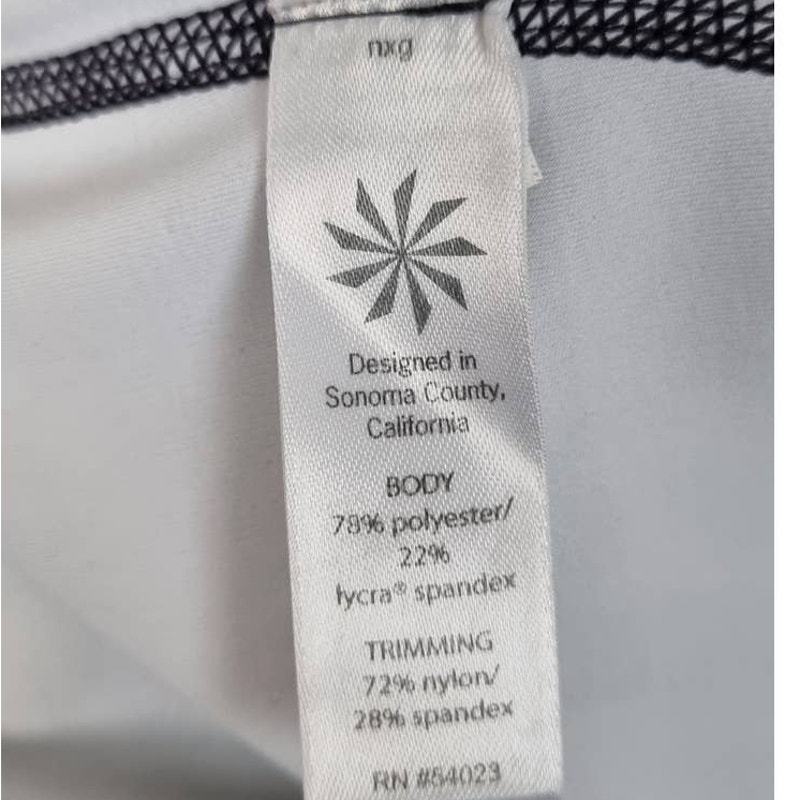 nxg
Designed in
Sonoma County,
California
BODY
78% polyester/
22%
lycra® spandex
TRIMMING
72% nylon/
28% spandex
RN #54023